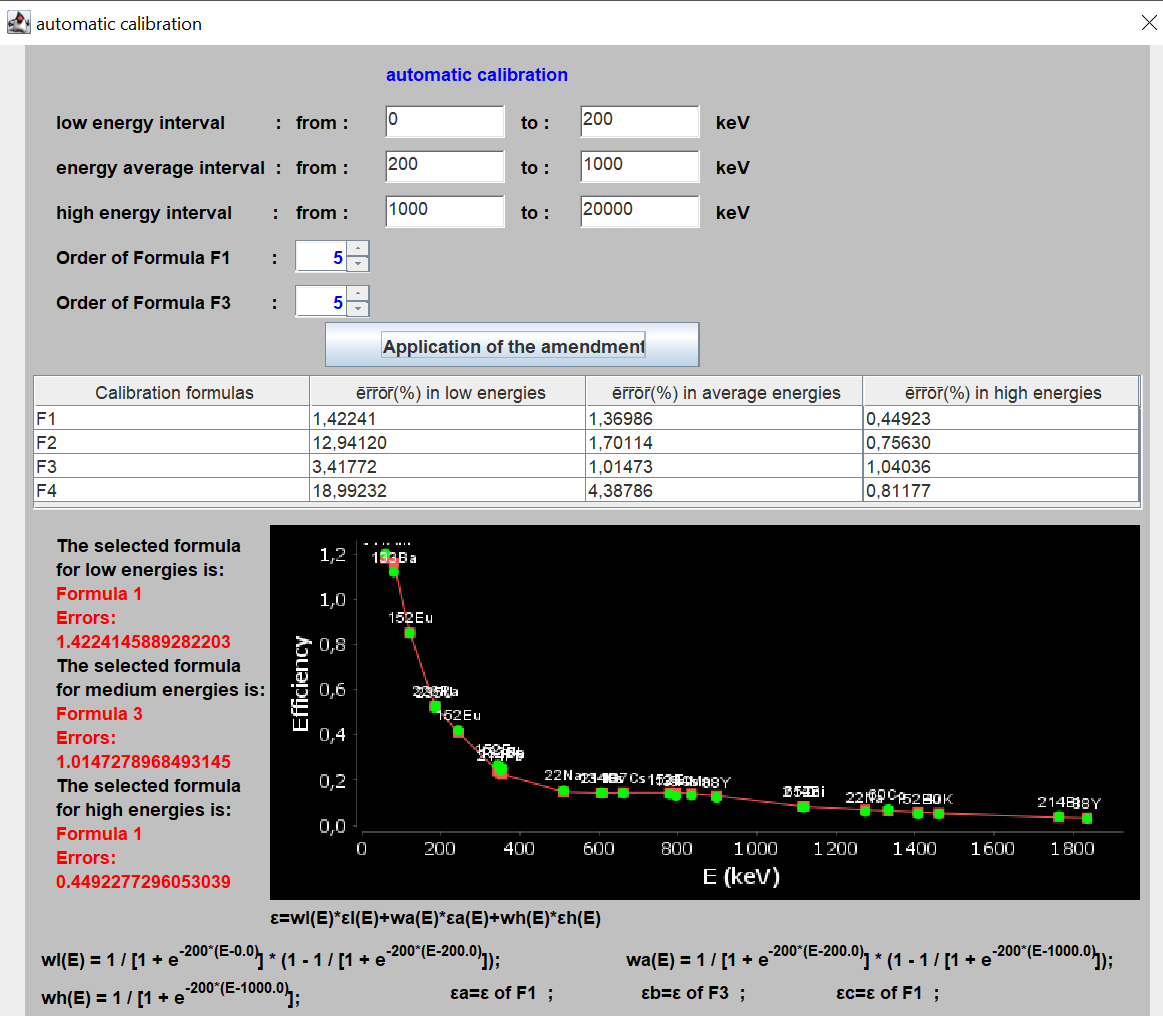 automatic calibration
automatic calibration
low energy interval : from : 0 to : 200 keV
energy average interval : from : 200 to : 1000 keV
high energy interval : from : 1000 to : 20000 keV
Order of Formula F1 : 5
Order of Formula F3 : 5
Application of the amendment
Calibration formulas e̅r̅r̅o̅r̅(%) in low energies e̅r̅r̅o̅r̅(%) in average energies e̅r̅r̅o̅r̅(%) in high energies
F1 1,42241 1,36986 0,44923
F2 12,94120 1,70114 0,75630
F3 3,41772 1,01473 1,04036
F4 18,99232 4,38786 0,81177
The selected formula
for low energies is:
Formula 1
Errors:
1.4224145889282203
The selected formula
for medium energies is:
Formula 3
Errors:
1.0147278968493145
The selected formula
for high energies is:
Formula 1
Errors:
0.4492277296053039
Efficiency
1,2
1,0
0,8
0,6
0,4
0,2
0,0
133Ba
152Eu
152Eu
22Na
88Y
22Na
60Co
152Eu
40K
214Bi
88Y
0 200 400 600 800 1000 1200 1400 1600 1800
E (keV)
ε=wl(E)*εl(E)+wa(E)*εa(E)+wh(E)*εh(E)
wl(E) = 1 / [1 + e^-200*(E-0.0)] * (1 - 1 / [1 + e^-200*(E-200.0)]); wa(E) = 1 / [1 + e^-200*(E-200.0)] * (1 - 1 / [1 + e^-200*(E-1000.0)]);
wh(E) = 1 / [1 + e^-200*(E-1000.0)]; εa=ε of F1 ; εb=ε of F3 ; εc=ε of F1 ;